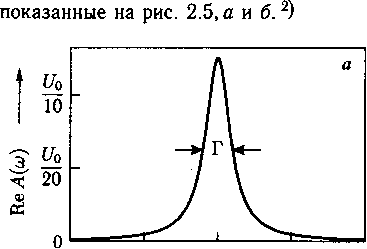 показанные на рис. 2.5, а и б. 2)
а
U0
10
Г
U0
20
Re A(ω)
0